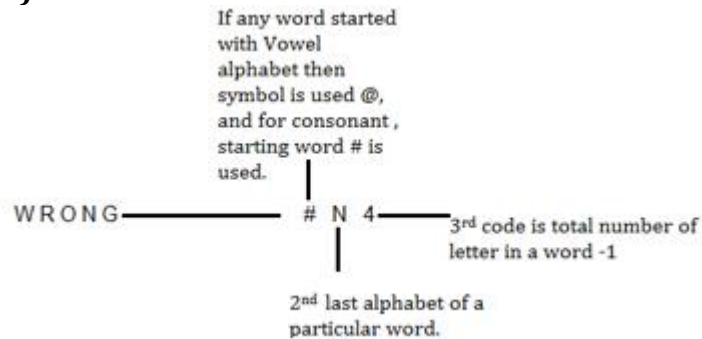 If any word started
with Vowel
alphabet then
symbol is used @,
and for consonant ,
starting word # is
used.
WRONG # N 4
3rd code is total number of
letter in a word -1
2nd last alphabet of a
particular word.